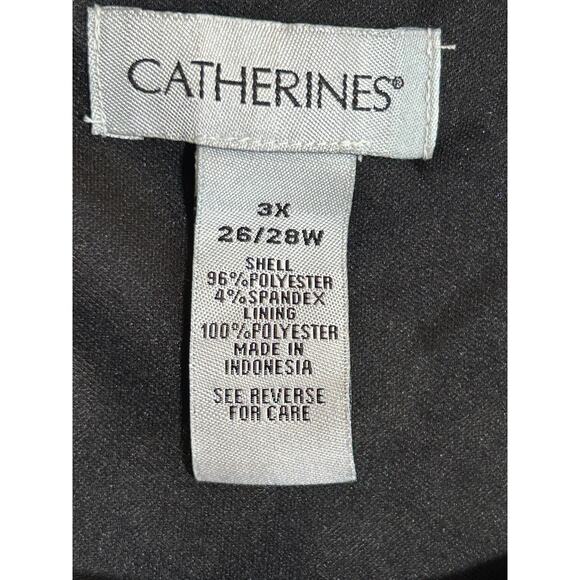 CATHERINES®
3X
26/28W
SHELL
96%POLYESTER
4%SPANDEX
LINING
100%POLYESTER
MADE IN
INDONESIA
SEE REVERSE
FOR CARE